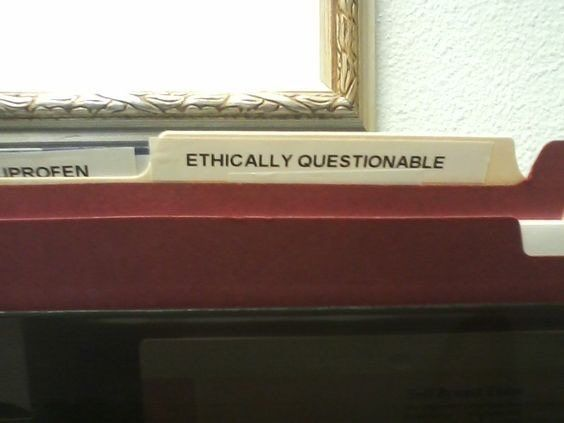 IPROFEN
ETHICALLY QUESTIONABLE